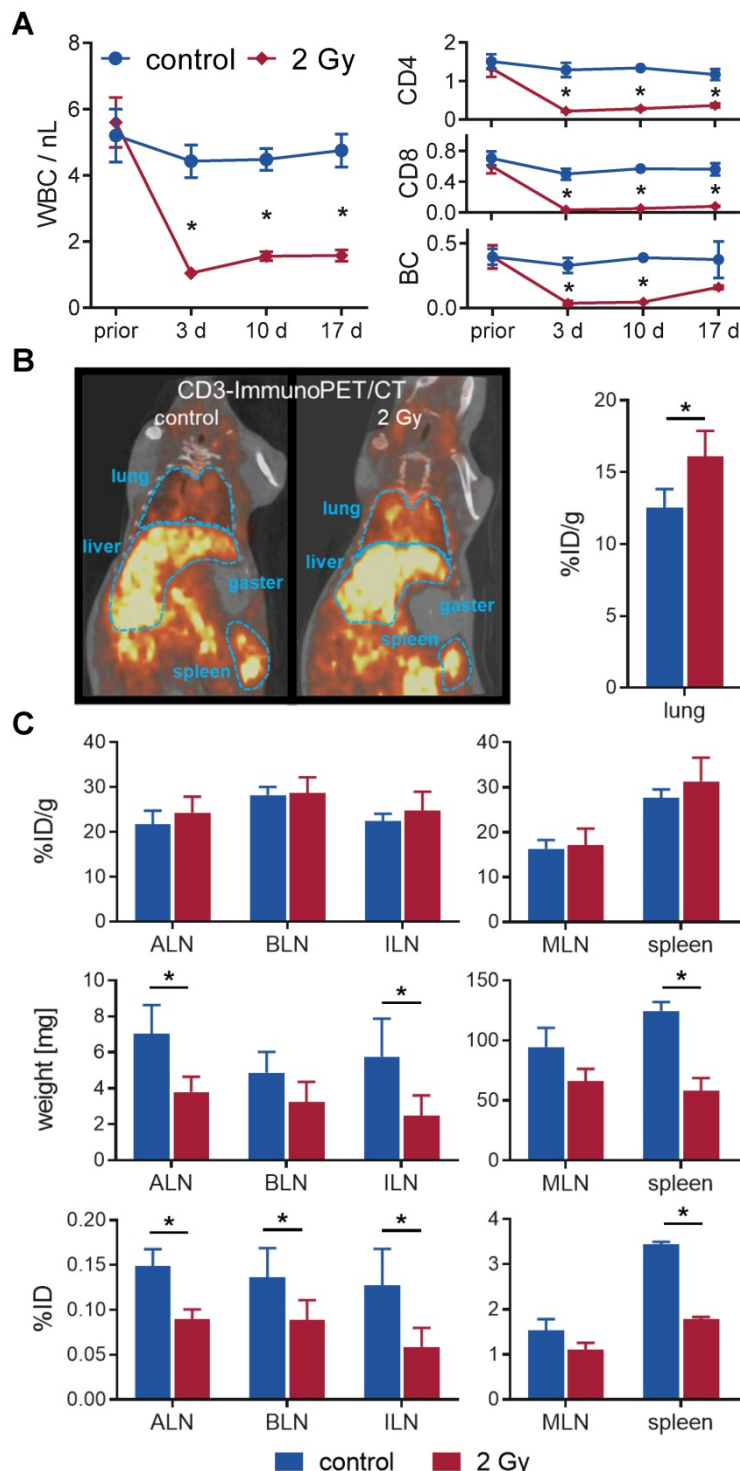 A
control
2 Gy
WBC / nL
8
6
4
2
0
*
*
*
prior
3 d
10 d
17 d
CD4
2
1
0
*
*
*
CD8
0.8
0.4
0.0
*
*
*
BC
0.5
0.0
*
*
prior
3 d
10 d
17 d
B
CD3-ImmunoPET/CT
control
2 Gy
lung
liver
gaster
spleen
lung
liver
gaster
spleen
%ID/g
20
15
10
5
0
*
lung
C
%ID/g
40
30
20
10
0
ALN
BLN
ILN
40
30
20
10
0
MLN
spleen
weight [mg]
10
8
6
4
2
0
*
*
ALN
BLN
ILN
150
100
50
0
*
MLN
spleen
%ID
0.20
0.15
0.10
0.05
0.00
*
*
*
ALN
BLN
ILN
4
3
2
1
0
*
MLN
spleen
control
2 Gy